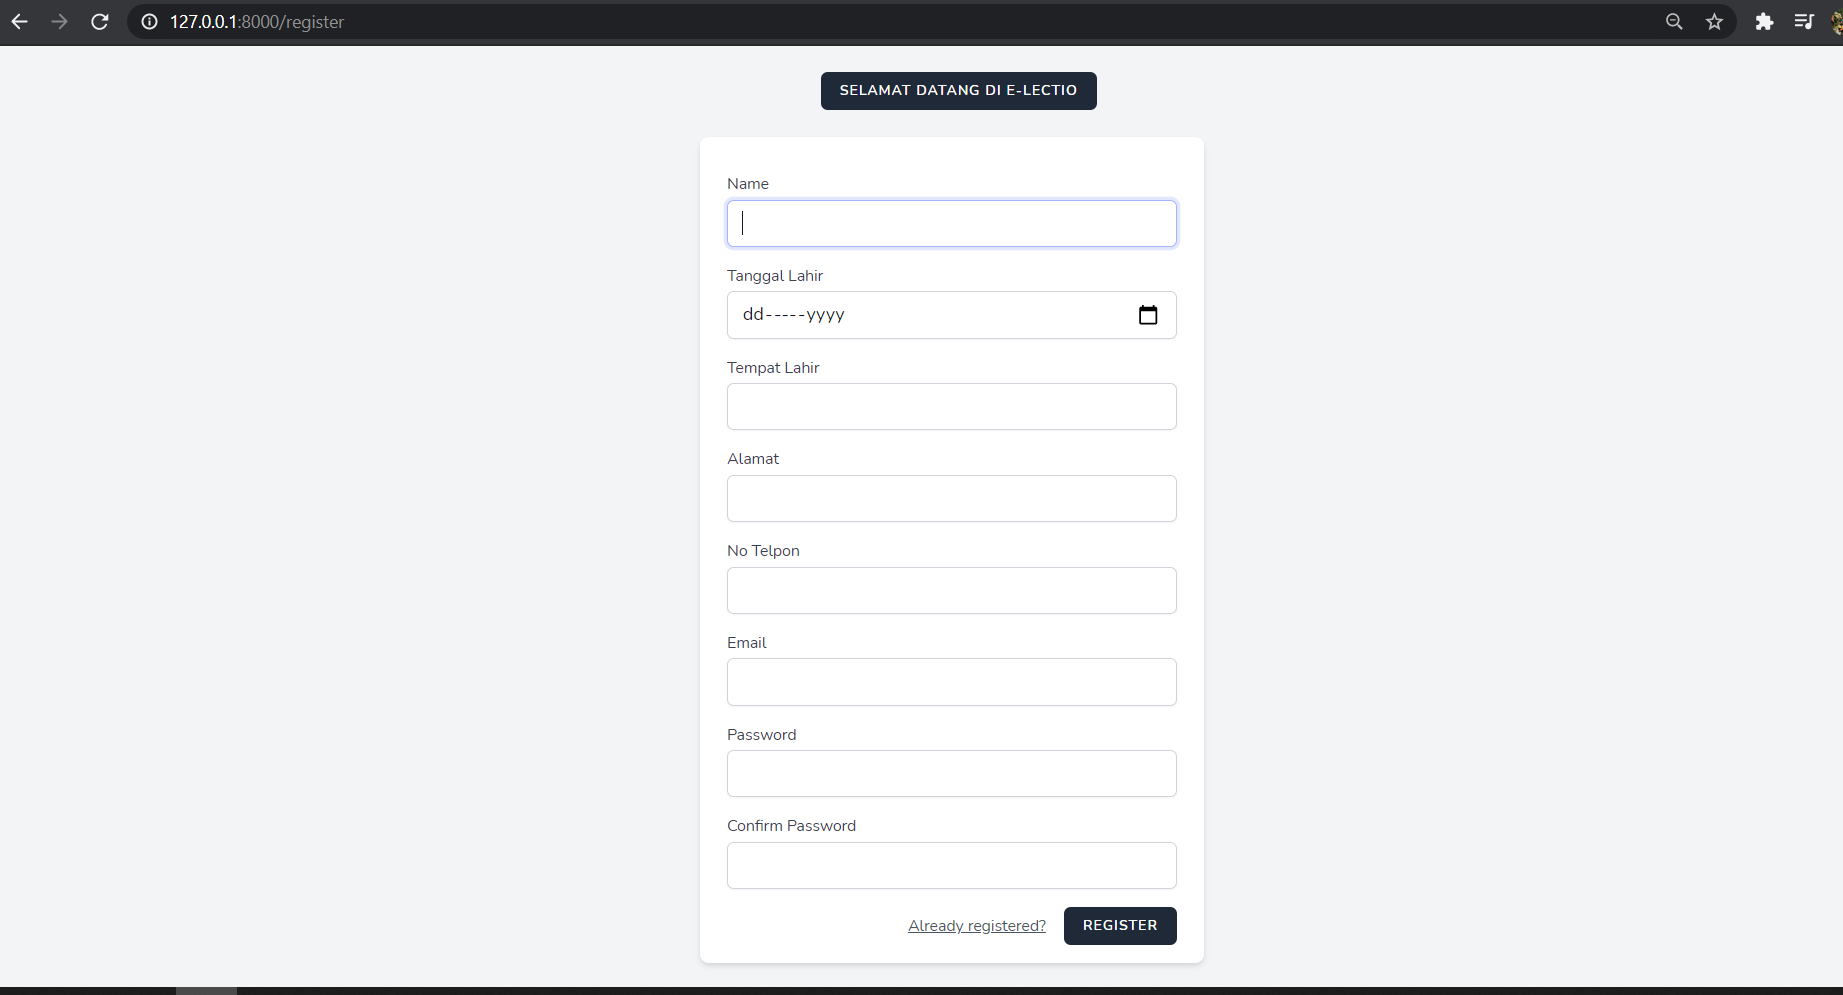 127.0.0.1:8000/register
SELAMAT DATANG DI E-LECTIO
Name
Tanggal Lahir
dd-----yyyy
Tempat Lahir
Alamat
No Telpon
Email
Password
Confirm Password
Already registered? REGISTER